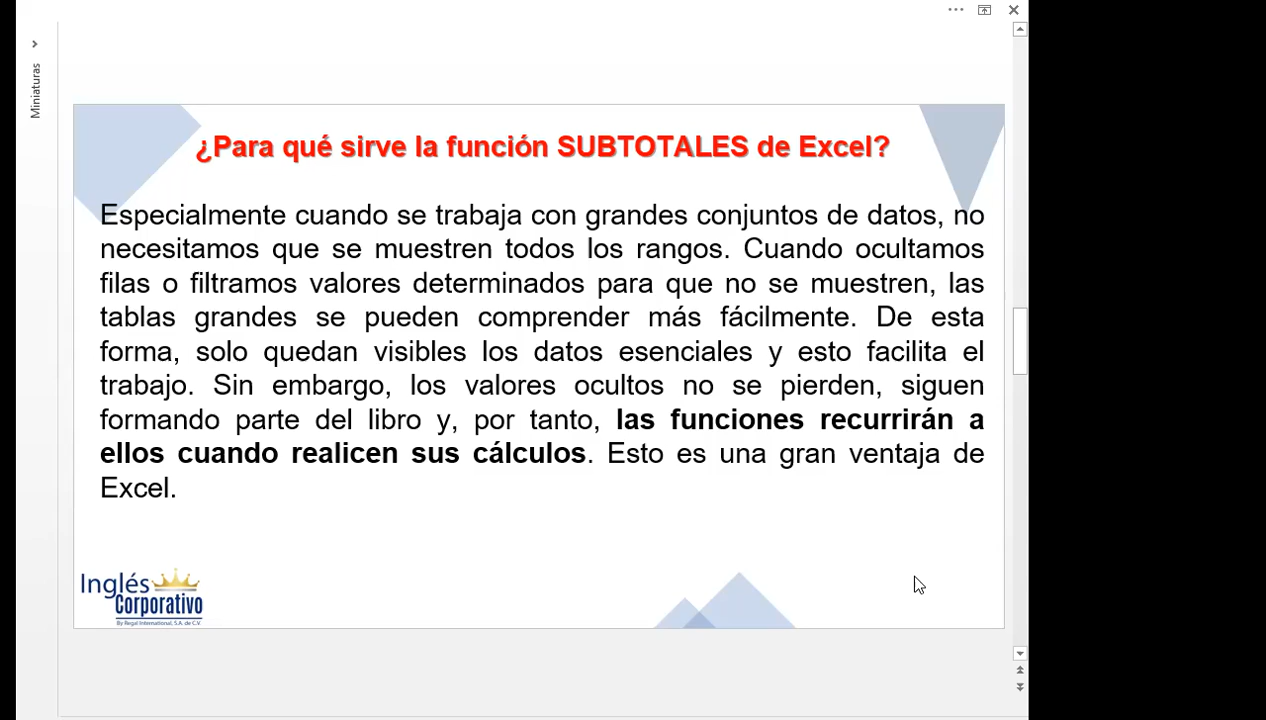 Miniaturas
¿Para qué sirve la función SUBTOTALES de Excel?
Especialmente cuando se trabaja con grandes conjuntos de datos, no
necesitamos que se muestren todos los rangos. Cuando ocultamos
filas o filtramos valores determinados para que no se muestren, las
tablas grandes se pueden comprender más fácilmente. De esta
forma, solo quedan visibles los datos esenciales y esto facilita el
trabajo. Sin embargo, los valores ocultos no se pierden, siguen
formando parte del libro y, por tanto, las funciones recurrirán a
ellos cuando realicen sus cálculos. Esto es una gran ventaja de
Excel.
Inglés
Corporativo
By Regal International, S.A. de C.V.